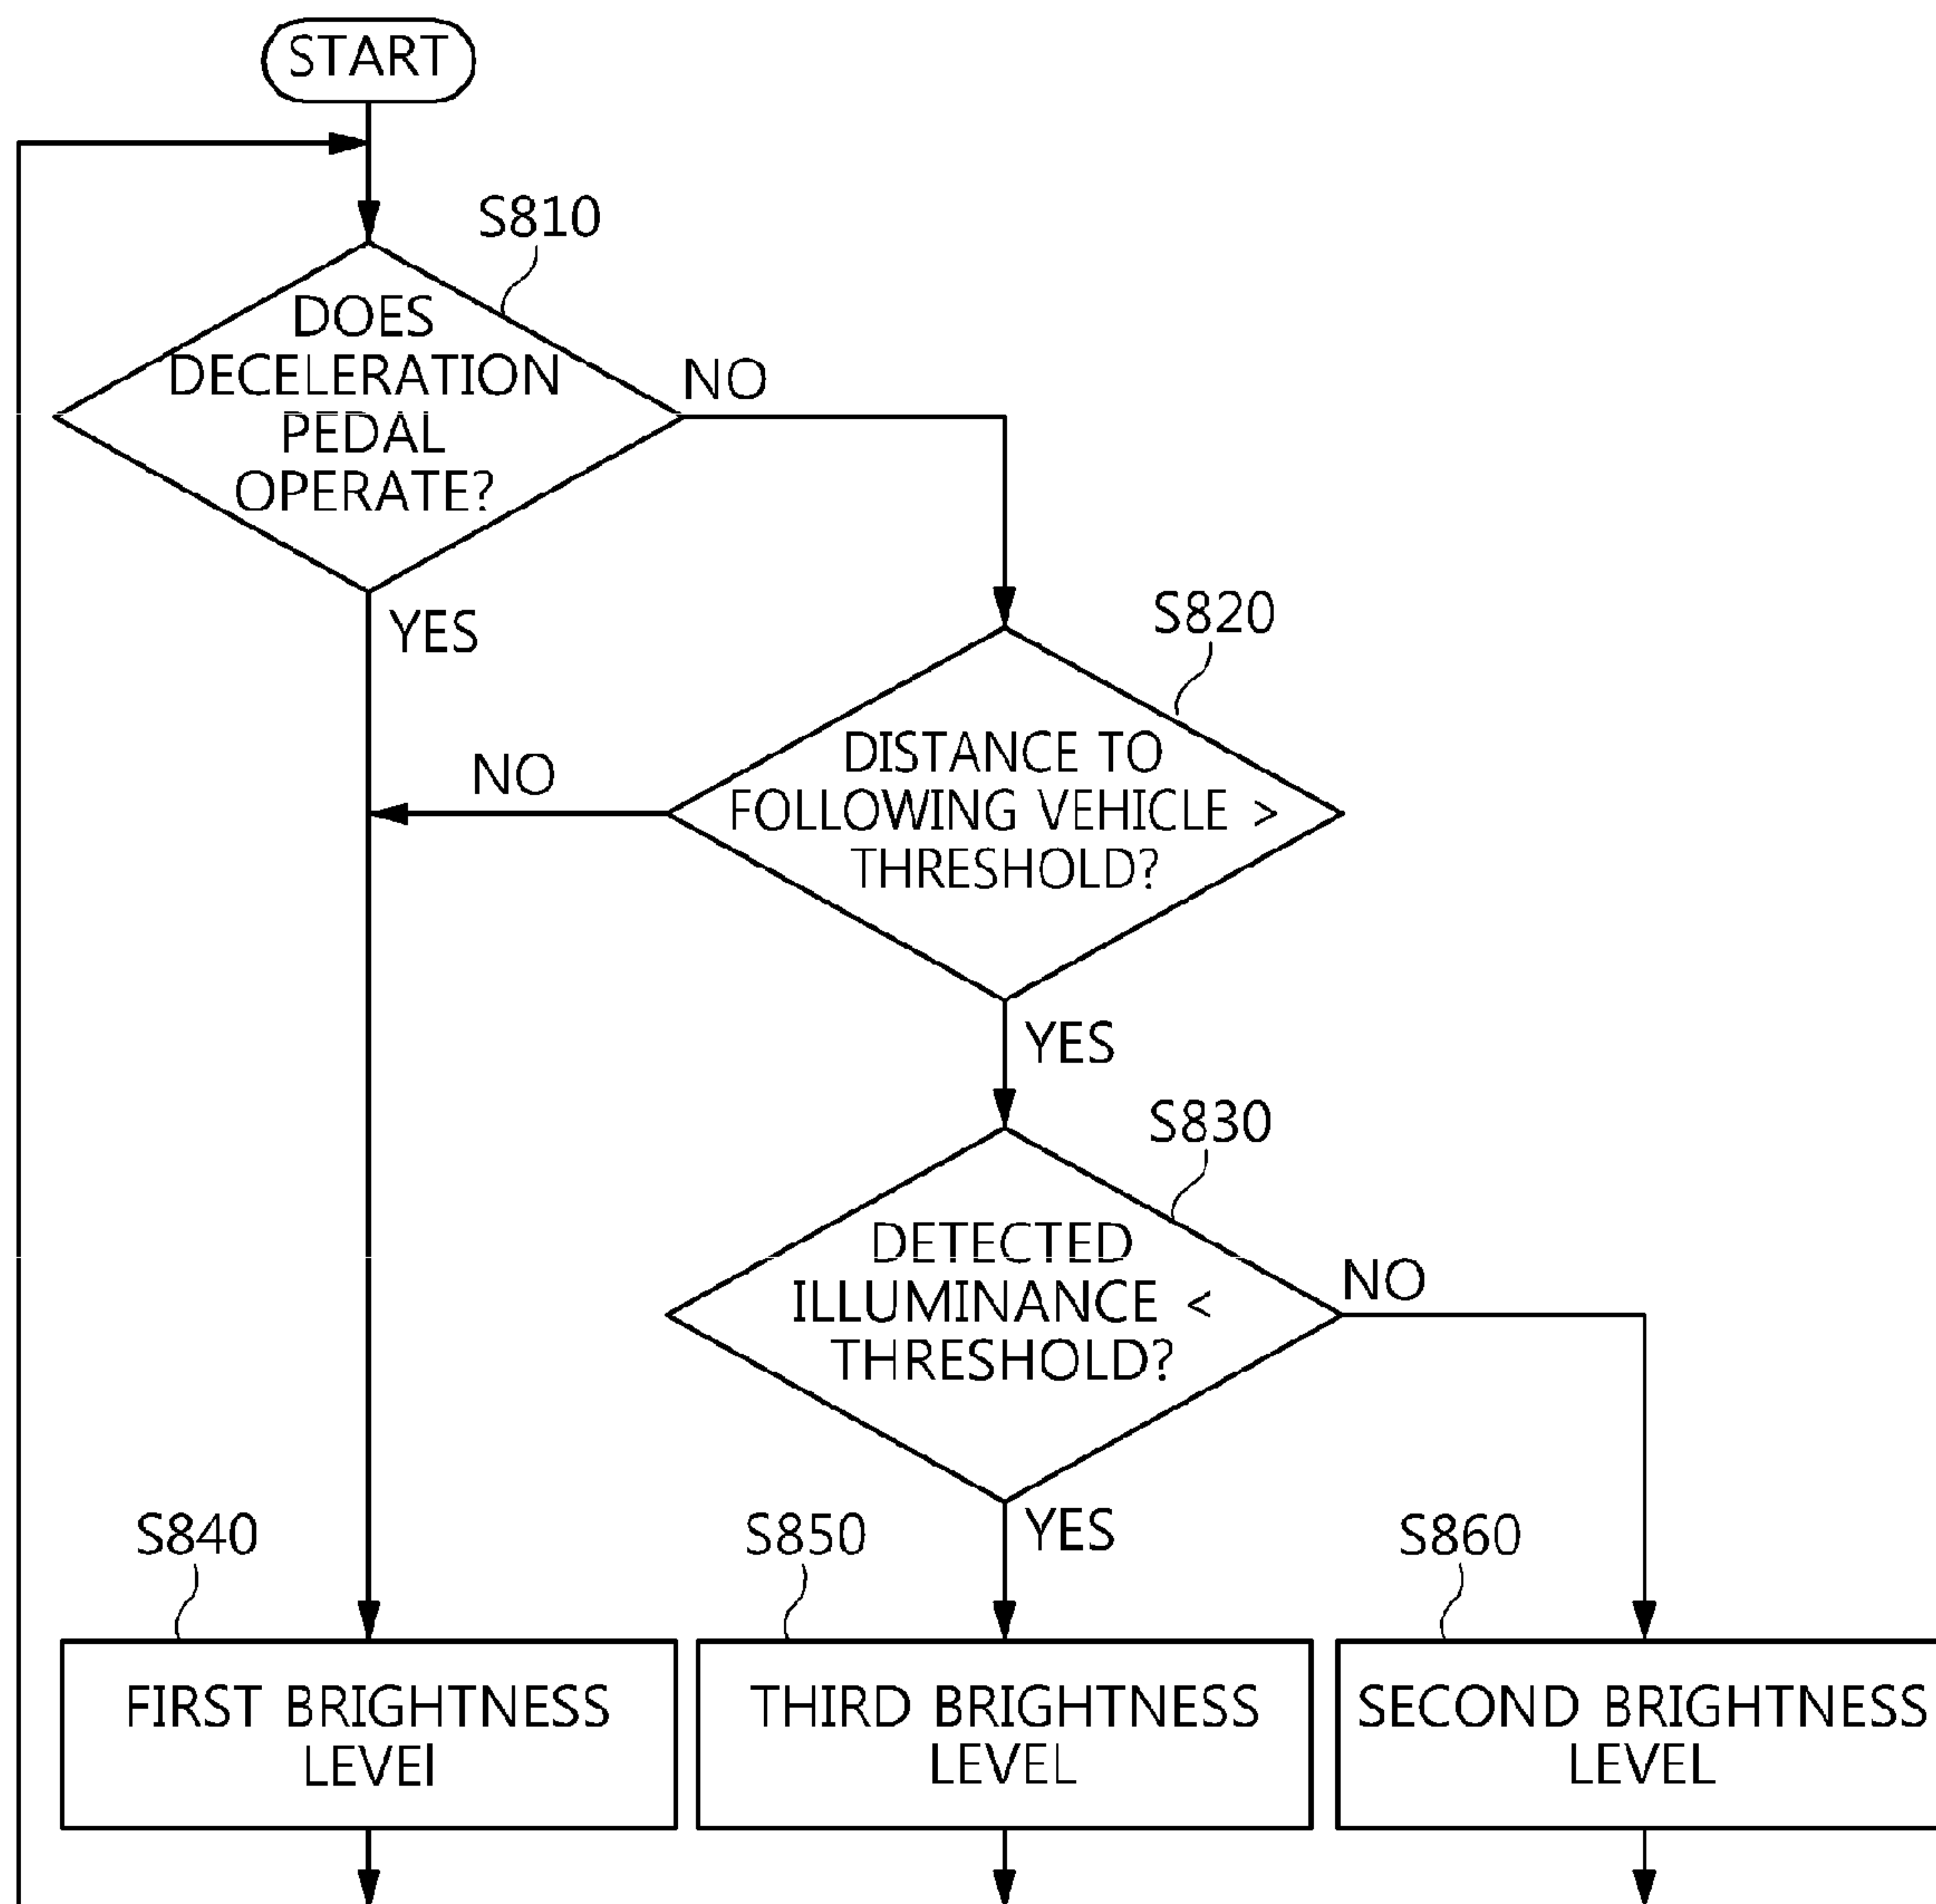 START
S810
DOES
DECELERATION
PEDAL
OPERATE?
NO
YES
S820
DISTANCE TO
FOLLOWING VEHICLE >
THRESHOLD?
NO
YES
S830
DETECTED
ILLUMINANCE <
THRESHOLD?
NO
YES
S840
FIRST BRIGHTNESS
LEVEl
S850
THIRD BRIGHTNESS
LEVEL
S860
SECOND BRIGHTNESS
LEVEL